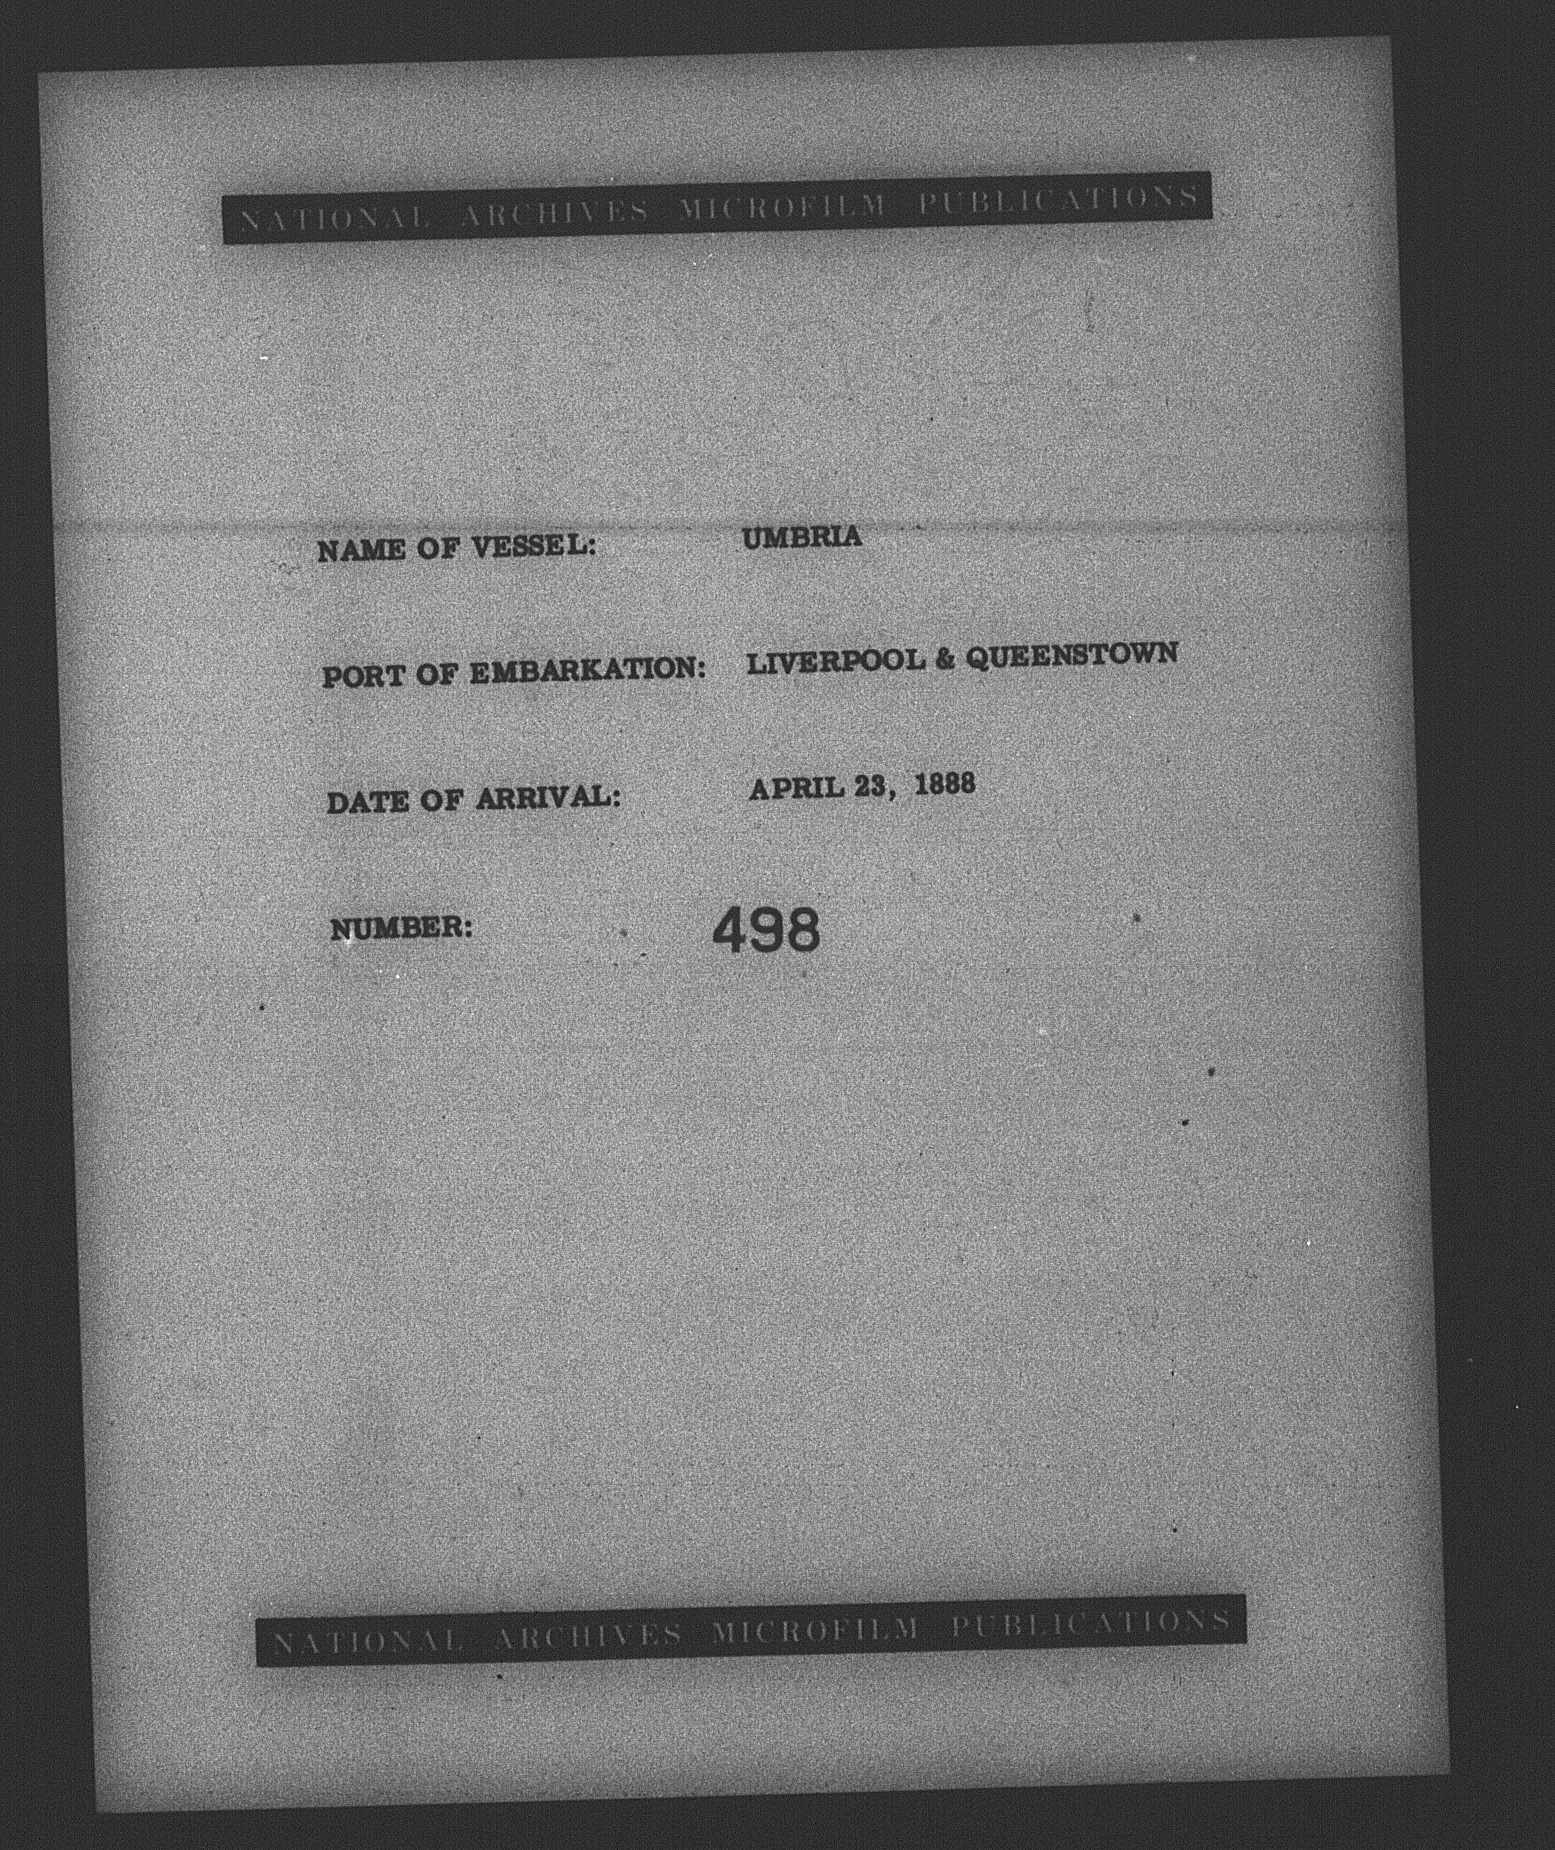 NATIONAL ARCHIVES MICROFILM PUBLICATIONS
NAME OF VESSEL: UMBRIA
PORT OF EMBARKATION: LIVERPOOL & QUEENSTOWN
DATE OF ARRIVAL: APRIL 23, 1888
NUMBER: 498
NATIONAL ARCHIVES MICROFILM PUBLICATIONS